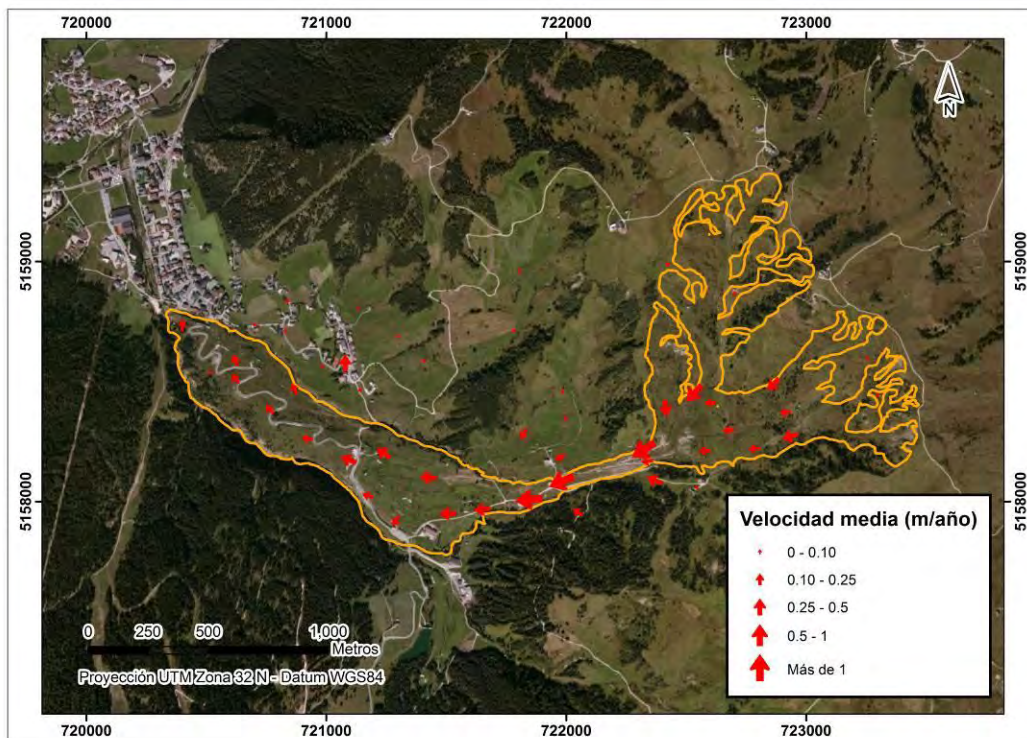 720000 721000 722000 723000
N
5159000 5159000
5158000 5158000
Velocidad media (m/año)
0 - 0.10
0.10 - 0.25
0.25 - 0.5
0.5 - 1
Más de 1
0 250 500 1,000
Metros
Proyección UTM Zona 32 N - Datum WGS84
720000 721000 722000 723000